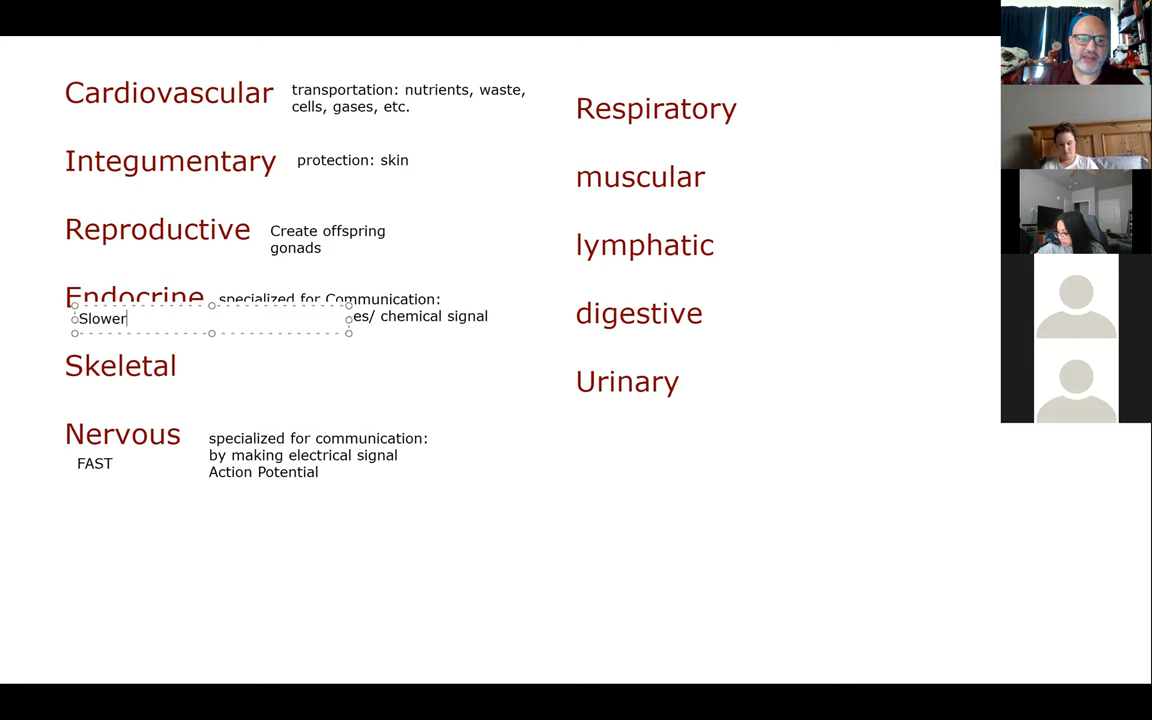 Cardiovascular
transportation: nutrients, waste,
cells, gases, etc.
Integumentary
protection: skin
Reproductive
Create offspring
gonads
Endocrine
specialized for Communication:
es/ chemical signal
Slower
Skeletal
Nervous
FAST
specialized for communication:
by making electrical signal
Action Potential
Respiratory
muscular
lymphatic
digestive
Urinary